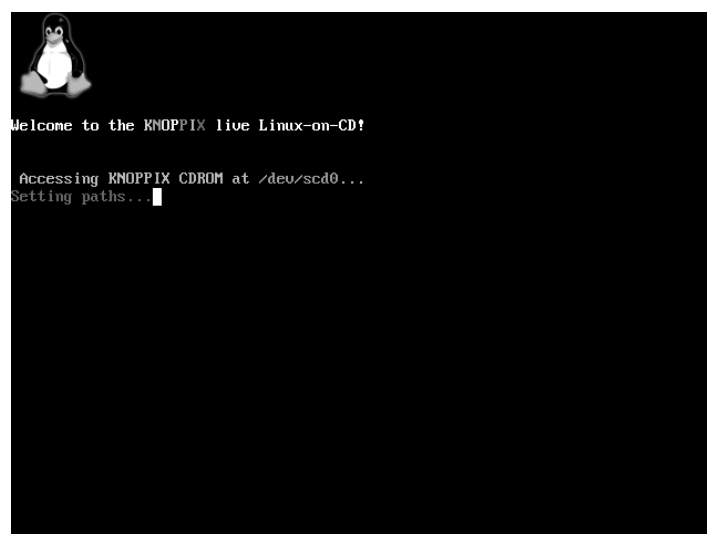 Welcome to the KNOPPIX live Linux-on-CD!
Accessing KNOPPIX CDROM at /dev/scd0...
Setting paths...